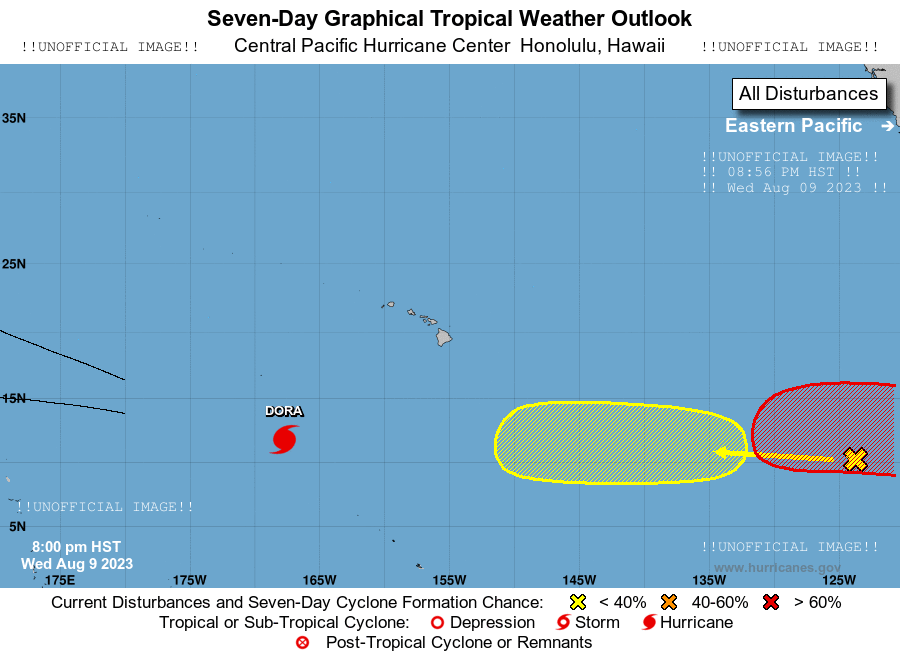 Seven-Day Graphical Tropical Weather Outlook
!!UNOFFICIAL IMAGE!! Central Pacific Hurricane Center Honolulu, Hawaii !!UNOFFICIAL IMAGE!!
All Disturbances
35N
Eastern Pacific
!!UNOFFICIAL IMAGE!!
!! 08:56 PM HST !!
!! Wed Aug 09 2023 !!
25N
15N
DORA
!!UNOFFICIAL IMAGE!!
5N
8:00 pm HST
Wed Aug 9 2023
!!UNOFFICIAL IMAGE!!
www.hurricanes.gov
175E 175W 165W 155W 145W 135W 125W
Current Disturbances and Seven-Day Cyclone Formation Chance: < 40% 40-60% > 60%
Tropical or Sub-Tropical Cyclone: Depression Storm Hurricane
Post-Tropical Cyclone or Remnants